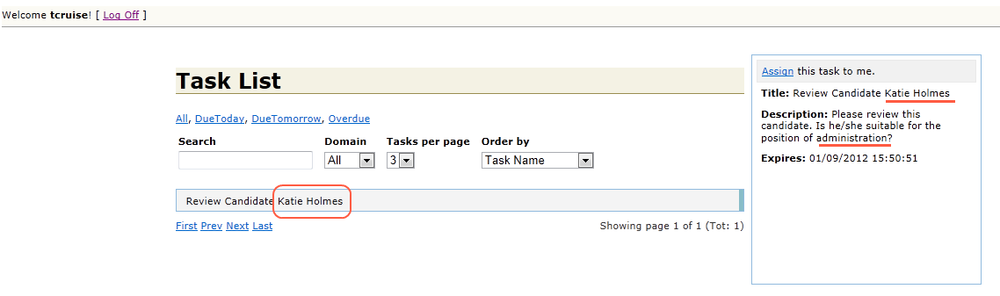 Welcome tcruise! [ Log Off ]
Task List
All, DueToday, DueTomorrow, Overdue
Search Domain Tasks per page Order by
All 3 Task Name
Review Candidate Katie Holmes
First Prev Next Last Showing page 1 of 1 (Tot: 1)
Assign this task to me.
Title: Review Candidate Katie Holmes
Description: Please review this
candidate. Is he/she suitable for the
position of administration?
Expires: 01/09/2012 15:50:51